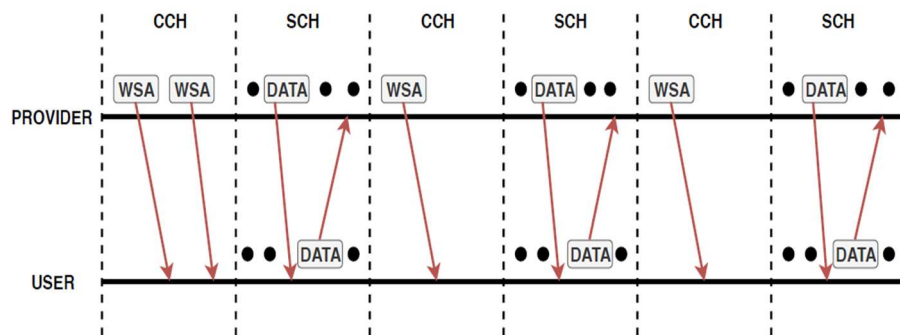 CCH SCH CCH SCH CCH SCH
WSA WSA DATA WSA DATA WSA DATA
PROVIDER
DATA DATA DATA
USER